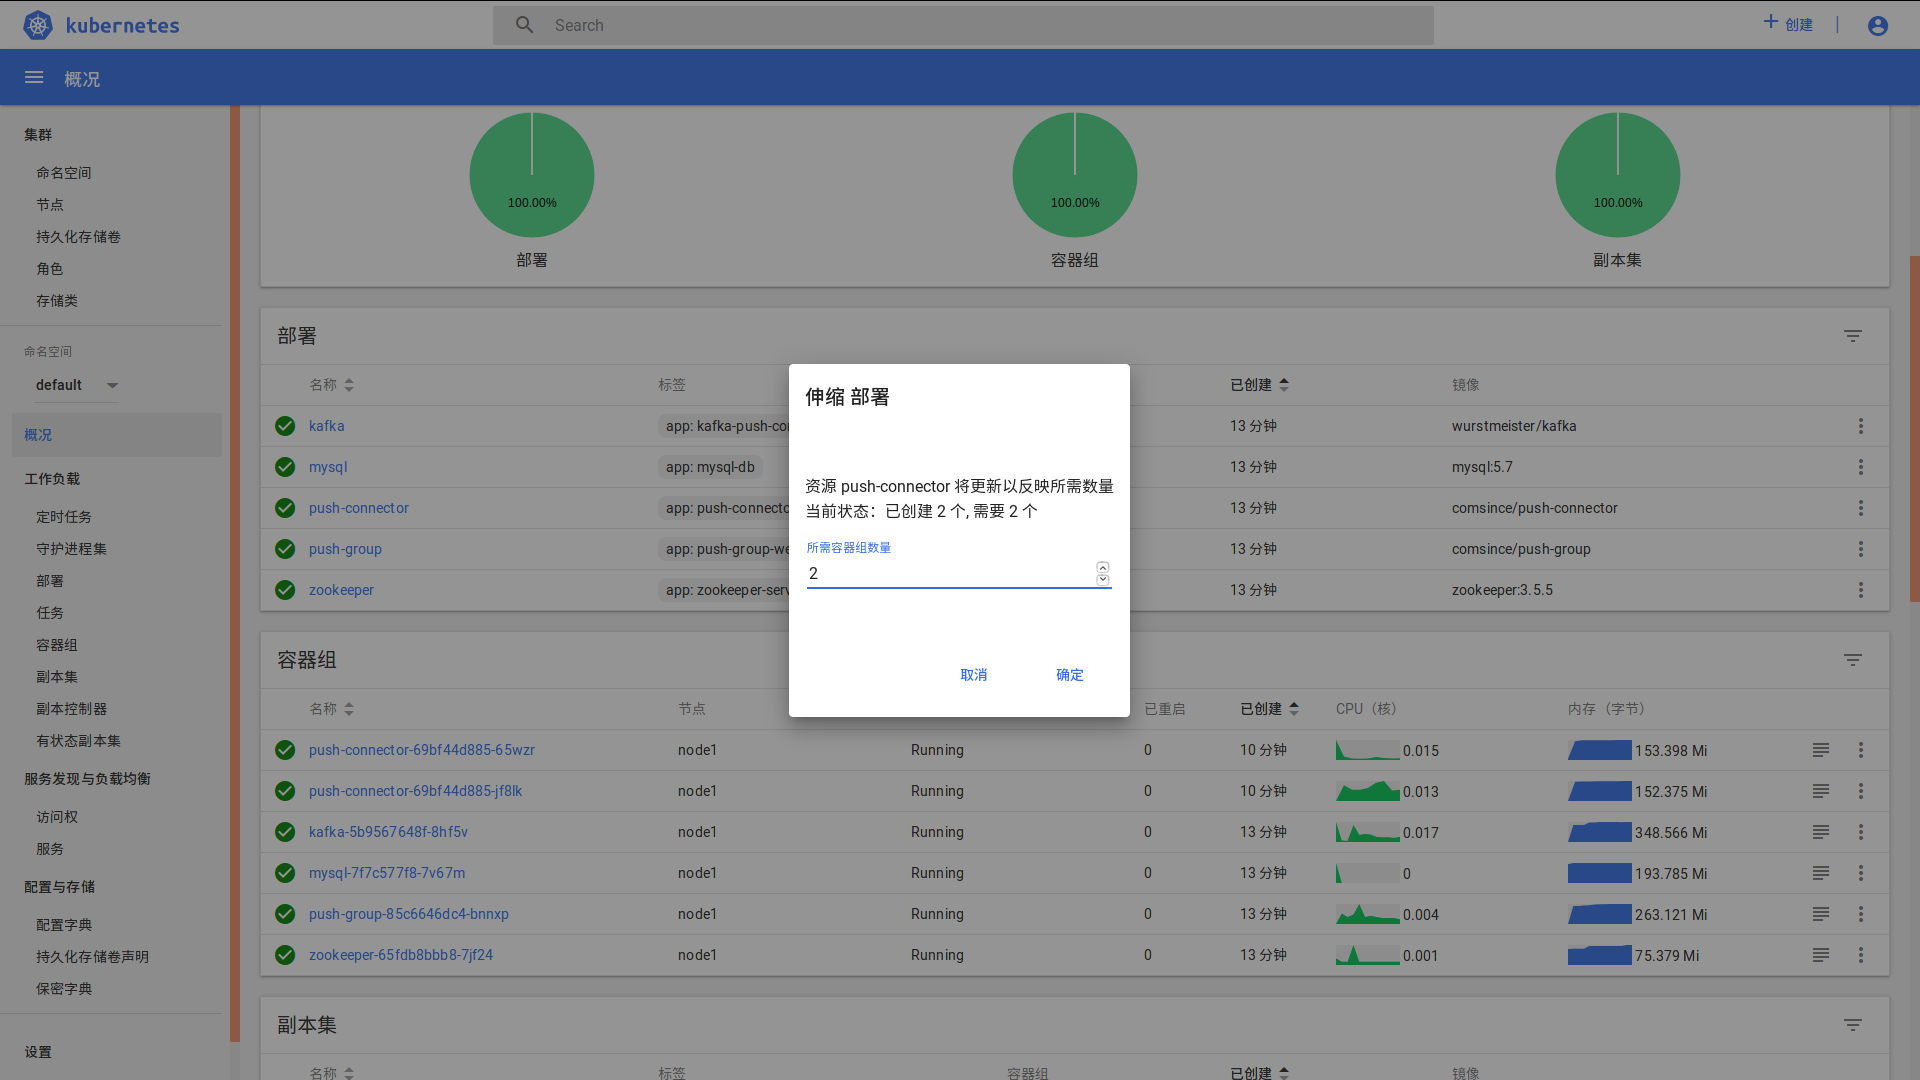 kubernetes
Search
创建
概况
集群
命名空间
节点
持久化存储卷
角色
存储类
命名空间
default
概况
工作负载
定时任务
守护进程集
部署
任务
容器组
副本集
副本控制器
有状态副本集
服务发现与负载均衡
访问权
服务
配置与存储
配置字典
持久化存储卷声明
保密字典
设置
100.00% 100.00% 100.00%
部署 容器组 副本集
部署
名称 标签 已创建 镜像
kafka app: kafka-push-co 13 分钟 wurstmeister/kafka
mysql app: mysql-db 13 分钟 mysql:5.7
push-connector app: push-connecto 13 分钟 comsince/push-connector
push-group app: push-group-we 13 分钟 comsince/push-group
zookeeper app: zookeeper-serv 13 分钟 zookeeper:3.5.5
伸缩 部署
资源 push-connector 将更新以反映所需数量
当前状态：已创建 2 个, 需要 2 个
所需容器组数量
2
取消 确定
容器组
名称 节点 已重启 已创建 CPU（核） 内存（字节）
push-connector-69bf44d885-65wzr node1 Running 0 10 分钟 0.015 153.398 Mi
push-connector-69bf44d885-jf8lk node1 Running 0 10 分钟 0.013 152.375 Mi
kafka-5b9567648f-8hf5v node1 Running 0 13 分钟 0.017 348.566 Mi
mysql-7f7c577f8-7v67m node1 Running 0 13 分钟 0 193.785 Mi
push-group-85c6646dc4-bnnxp node1 Running 0 13 分钟 0.004 263.121 Mi
zookeeper-65fdb8bbb8-7jf24 node1 Running 0 13 分钟 0.001 75.379 Mi
副本集
名称 标签 容器组 已创建 镜像